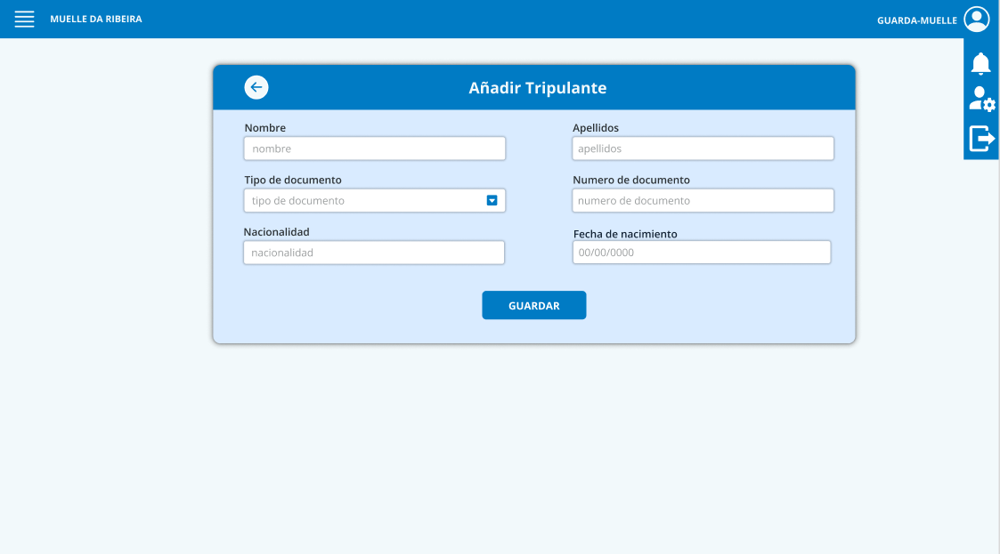 MUELLE DA RIBEIRA
GUARDA-MUELLE
Añadir Tripulante
Nombre
nombre
Apellidos
apellidos
Tipo de documento
tipo de documento
Numero de documento
numero de documento
Nacionalidad
nacionalidad
Fecha de nacimiento
00/00/0000
GUARDAR